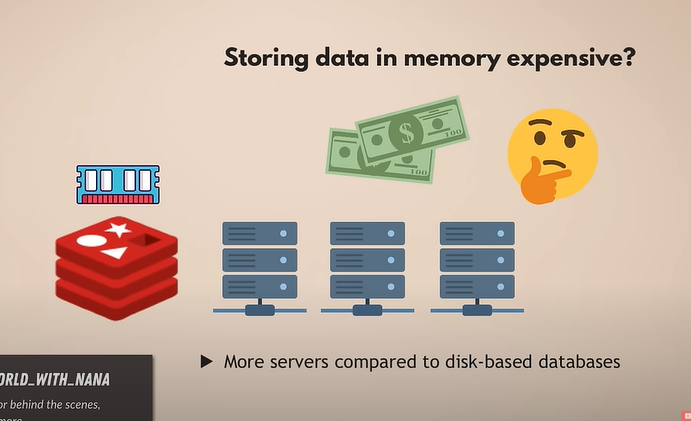 Storing data in memory expensive?
$
100
100
▶ More servers compared to disk-based databases
ORLD_WITH_NANA
or behind the scenes,
more